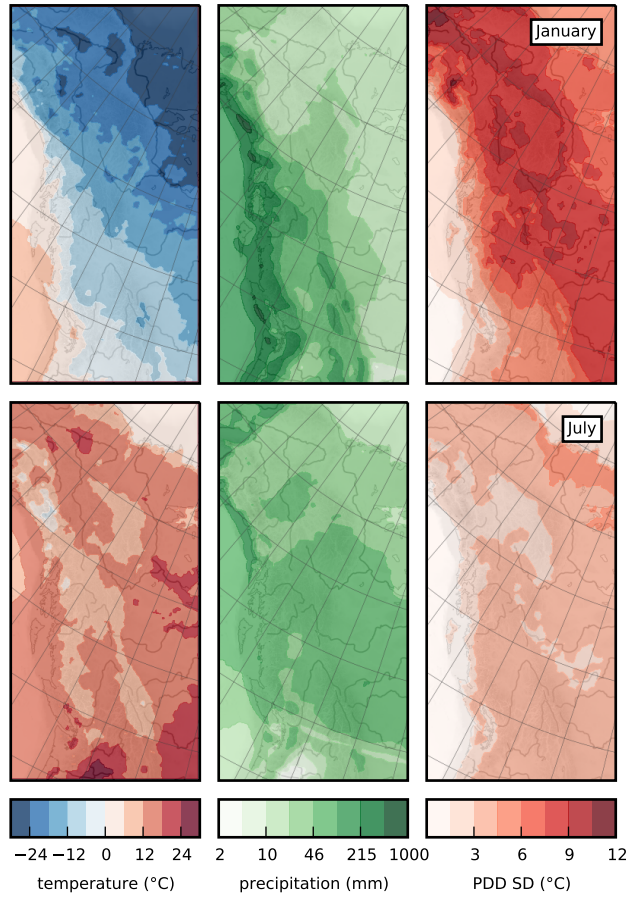 January
July
−24 −12 0 12 24
2 10 46 215 1000
3 6 9 12
temperature (°C) precipitation (mm) PDD SD (°C)